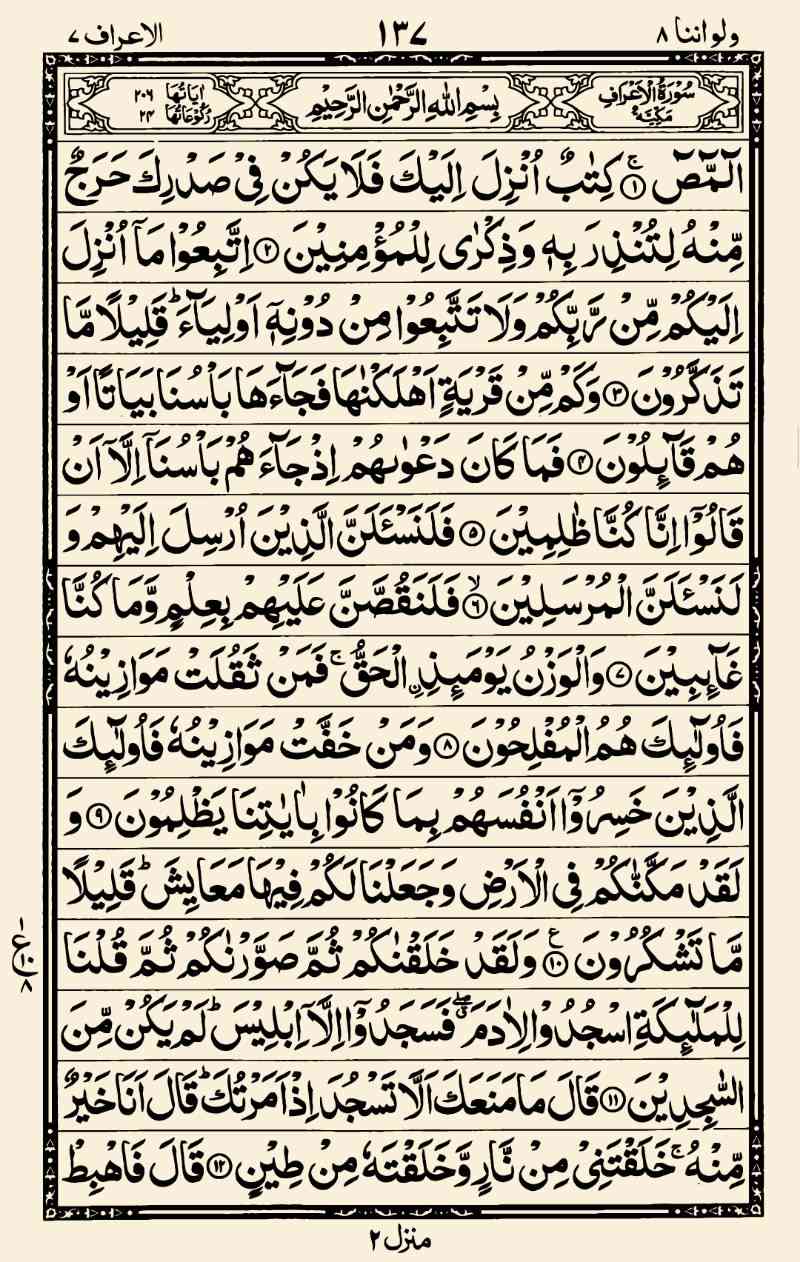 ولو اننا ٨
١٣٧
الاعراف ٧
سُوْرَةُ الْاَعْرَافِ مَكِّيَّةٌ
بِسْمِ اللّٰهِ الرَّحْمٰنِ الرَّحِيْمِ
اٰيَاتُهَا ٢٠٦
رُكُوْعَاتُهَا ٢٤
الٓمّٓصٓ ۚ﴿١﴾ كِتٰبٌ اُنْزِلَ اِلَيْكَ فَلَا يَكُنْ فِيْ صَدْرِكَ حَرَجٌ
مِّنْهُ لِتُنْذِرَ بِهٖ وَ ذِكْرٰى لِلْمُؤْمِنِيْنَ ﴿٢﴾ اِتَّبِعُوْا مَاۤ اُنْزِلَ
اِلَيْكُمْ مِّنْ رَّبِّكُمْ وَلَا تَتَّبِعُوْا مِنْ دُوْنِهٖۤ اَوْلِيَآءَ ؕ قَلِيْلًا مَّا
تَذَكَّرُوْنَ ﴿٣﴾ وَكَمْ مِّنْ قَرْيَةٍ اَهْلَكْنٰهَا فَجَآءَهَا بَاْسُنَا بَيَاتًا اَوْ
هُمْ قَآئِلُوْنَ ﴿٤﴾ فَمَا كَانَ دَعْوٰىهُمْ اِذْ جَآءَهُمْ بَاْسُنَاۤ اِلَّاۤ اَنْ
قَالُوْۤا اِنَّا كُنَّا ظٰلِمِيْنَ ﴿٥﴾ فَلَنَسْـَٔلَنَّ الَّذِيْنَ اُرْسِلَ اِلَيْهِمْ وَ
لَنَسْـَٔلَنَّ الْمُرْسَلِيْنَ ۙ﴿٦﴾ فَلَنَقُصَّنَّ عَلَيْهِمْ بِعِلْمٍ وَّمَا كُنَّا
غَآئِبِيْنَ ﴿٧﴾ وَالْوَزْنُ يَوْمَئِذِ ِۨالْحَقُّ ۚ فَمَنْ ثَقُلَتْ مَوَازِيْنُهٗ
فَاُولٰٓئِكَ هُمُ الْمُفْلِحُوْنَ ﴿٨﴾ وَمَنْ خَفَّتْ مَوَازِيْنُهٗ فَاُولٰٓئِكَ
الَّذِيْنَ خَسِرُوْۤا اَنْفُسَهُمْ بِمَا كَانُوْا بِاٰيٰتِنَا يَظْلِمُوْنَ ﴿٩﴾ وَ
لَقَدْ مَكَّنّٰكُمْ فِي الْاَرْضِ وَجَعَلْنَا لَكُمْ فِيْهَا مَعَايِشَ ؕ قَلِيْلًا
مَّا تَشْكُرُوْنَ ﴿١٠﴾ؑ وَلَقَدْ خَلَقْنٰكُمْ ثُمَّ صَوَّرْنٰكُمْ ثُمَّ قُلْنَا
لِلْمَلٰٓئِكَةِ اسْجُدُوْا لِاٰدَمَ ۖۗ فَسَجَدُوْۤا اِلَّاۤ اِبْلِيْسَ ؕ لَمْ يَكُنْ مِّنَ
السّٰجِدِيْنَ ﴿١١﴾ قَالَ مَا مَنَعَكَ اَلَّا تَسْجُدَ اِذْ اَمَرْتُكَ ؕ قَالَ اَنَا خَيْرٌ
مِّنْهُ ۚ خَلَقْتَنِيْ مِنْ نَّارٍ وَّخَلَقْتَهٗ مِنْ طِيْنٍ ﴿١٢﴾ قَالَ فَاهْبِطْ
١
ع
١٠
٨
منزل ٢